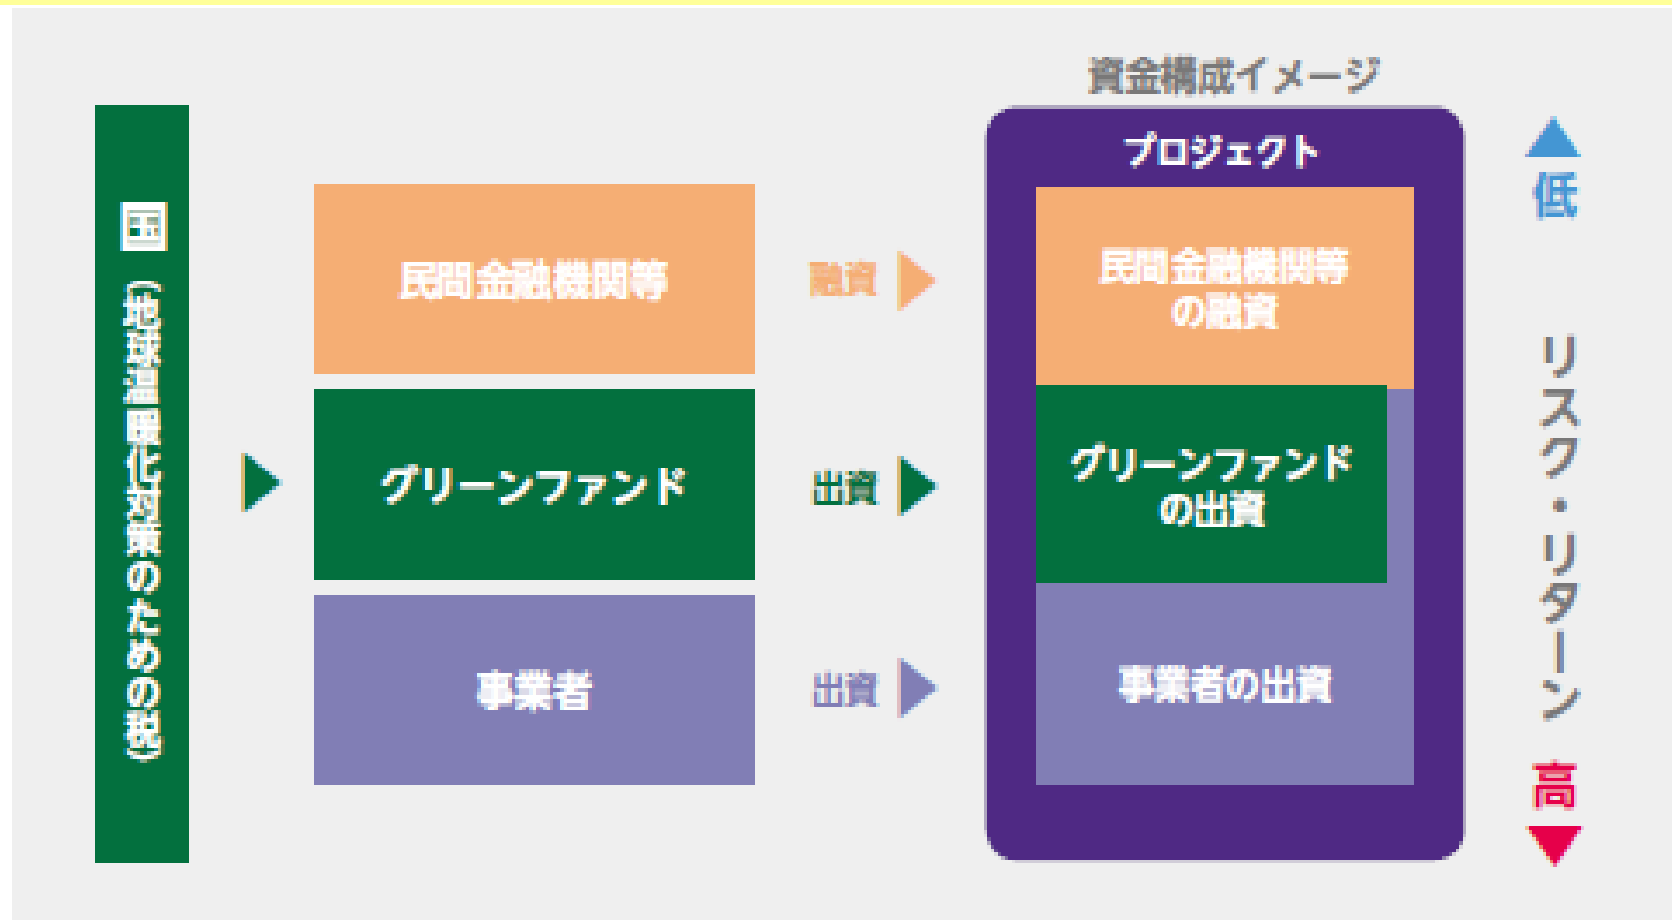 資金構成イメージ
国（地球温暖化対策のための税）
民間金融機関等
融資
グリーンファンド
出資
事業者
出資
プロジェクト
民間金融機関等
の融資
グリーンファンド
の出資
事業者の出資
低
リスク・リターン
高